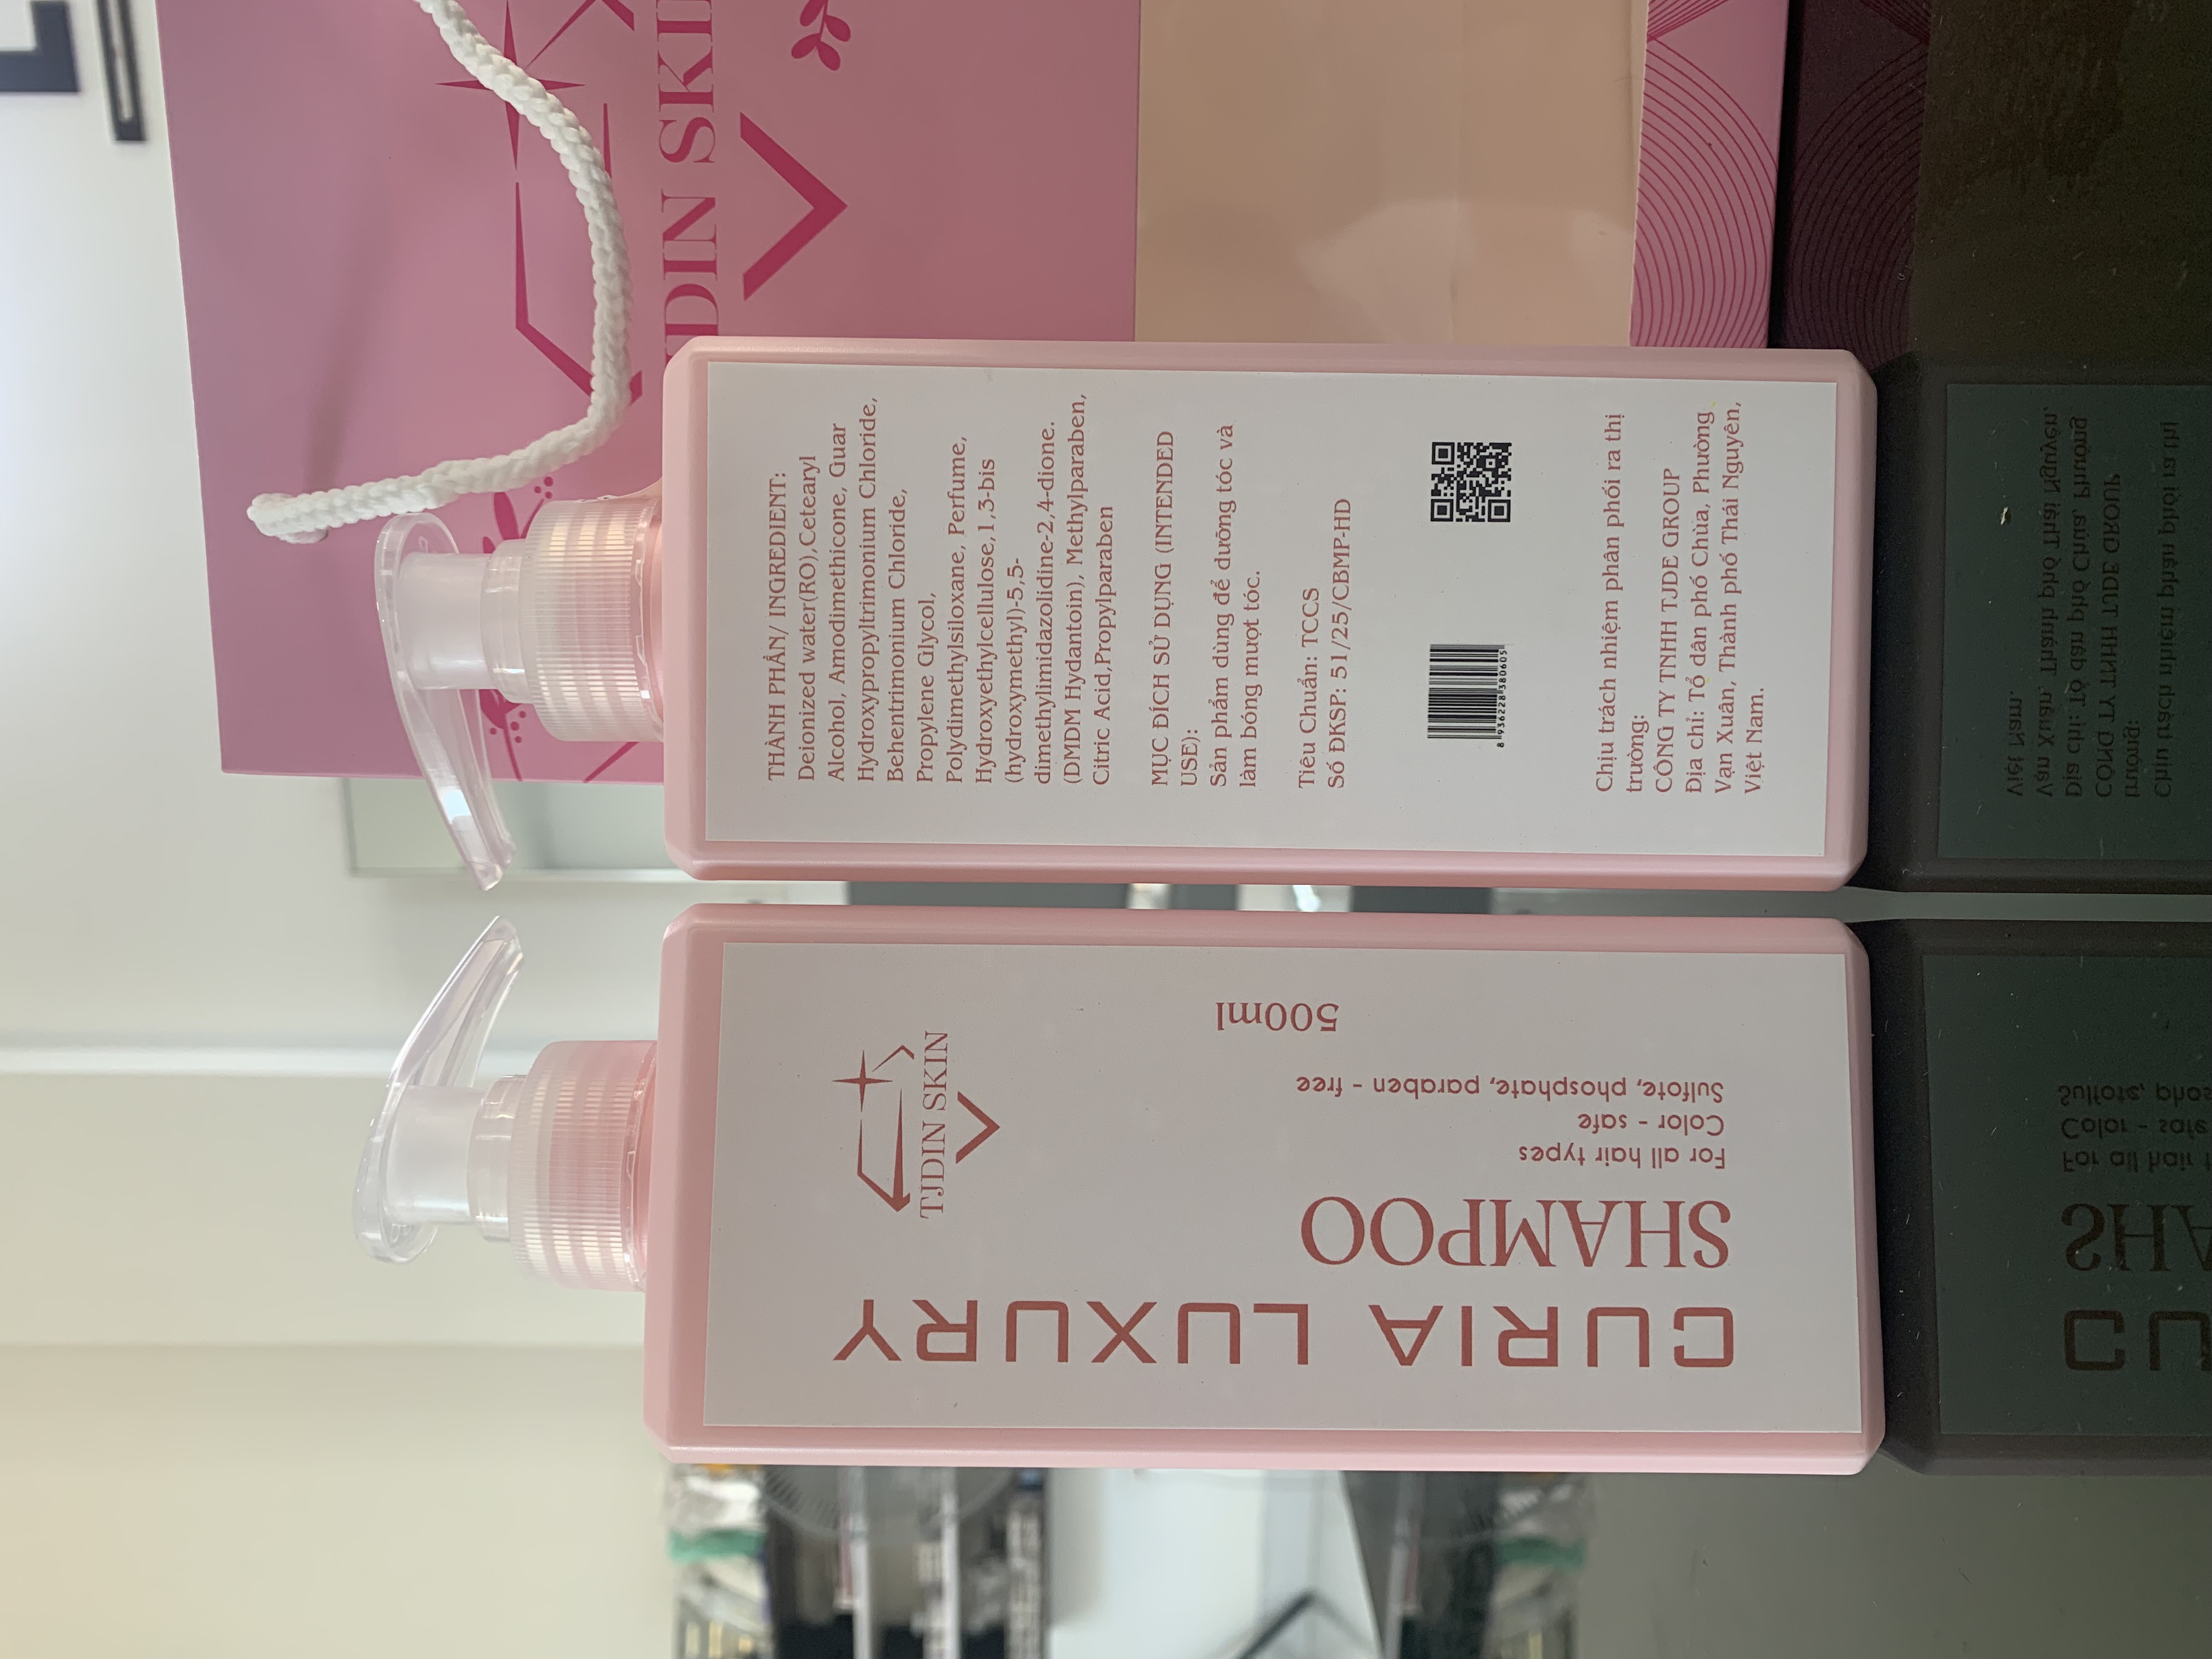 TJDIN SKIN
CURIA LUXURY
SHAMPOO
For all hair types
Color - safe
Sulfote, phosphate, paraben - free
500ml
THÀNH PHẦN/ INGREDIENT:
Deionized water(RO),Cetearyl
Alcohol, Amodimethicone, Guar
Hydroxypropyltrimonium Chloride,
Behentrimonium Chloride,
Propylene Glycol,
Polydimethylsiloxane, Perfume,
Hydroxyethylcellulose,1,3-bis
(hydroxymethyl)-5,5-
dimethylimidazolidine-2,4-dione.
(DMDM Hydantoin), Methylparaben,
Citric Acid,Propylparaben
MỤC ĐÍCH SỬ DỤNG (INTENDED
USE):
Sản phẩm dùng để dưỡng tóc và
làm bóng mượt tóc.
Tiêu Chuẩn: TCCS
Số ĐKSP: 51/25/CBMP-HD
8936228380605
Chịu trách nhiệm phân phối ra thị
trường:
CÔNG TY TNHH TJDE GROUP
Địa chỉ: Tổ dân phố Chùa, Phường
Vạn Xuân, Thành phố Thái Nguyên,
Việt Nam.
DIN SKI